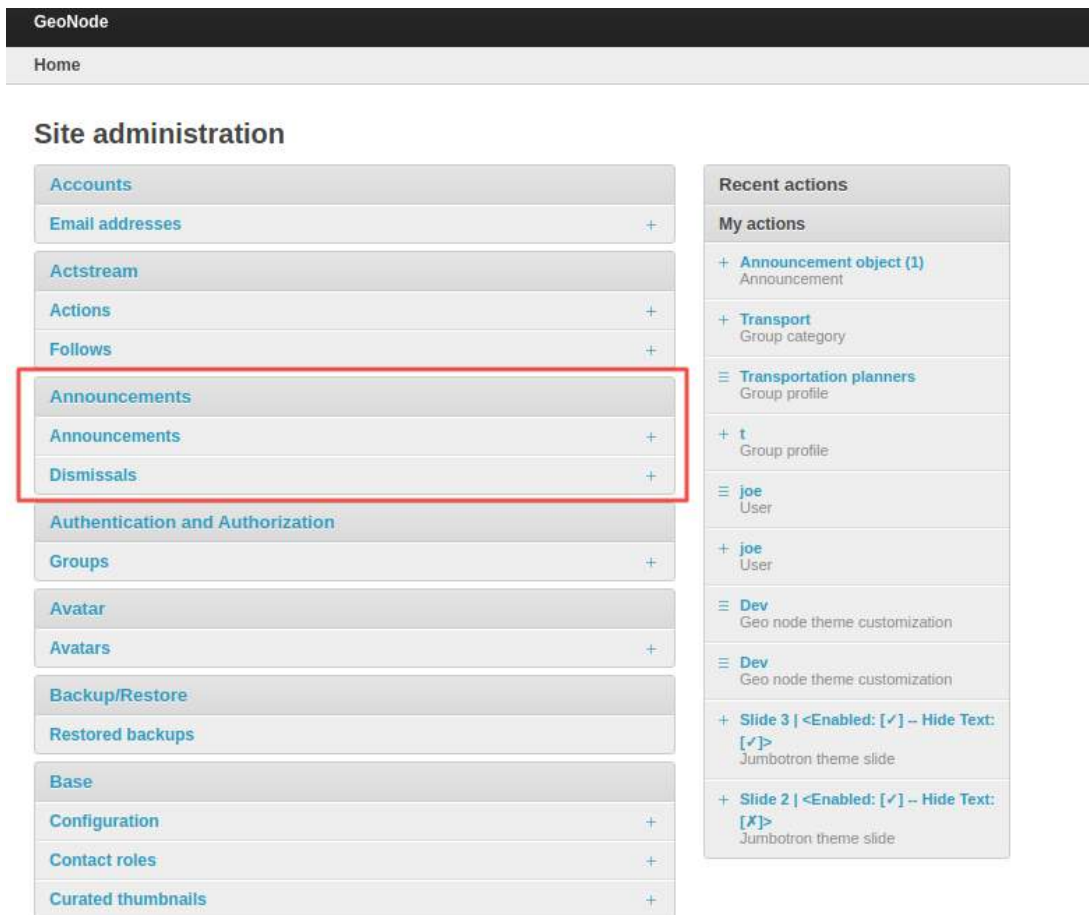 GeoNode
Home
Site administration
Accounts
Email addresses +
Actstream
Actions +
Follows +
Announcements
Announcements +
Dismissals +
Authentication and Authorization
Groups +
Avatar
Avatars +
Backup/Restore
Restored backups
Base
Configuration +
Contact roles +
Curated thumbnails +
Recent actions
My actions
+ Announcement object (1)
Announcement
+ Transport
Group category
Transportation planners
Group profile
+ t
Group profile
joe
User
+ joe
User
Dev
Geo node theme customization
Dev
Geo node theme customization
+ Slide 3 | <Enabled: [✓] -- Hide Text:
[✓]>
Jumbotron theme slide
+ Slide 2 | <Enabled: [✓] -- Hide Text:
[✗]>
Jumbotron theme slide